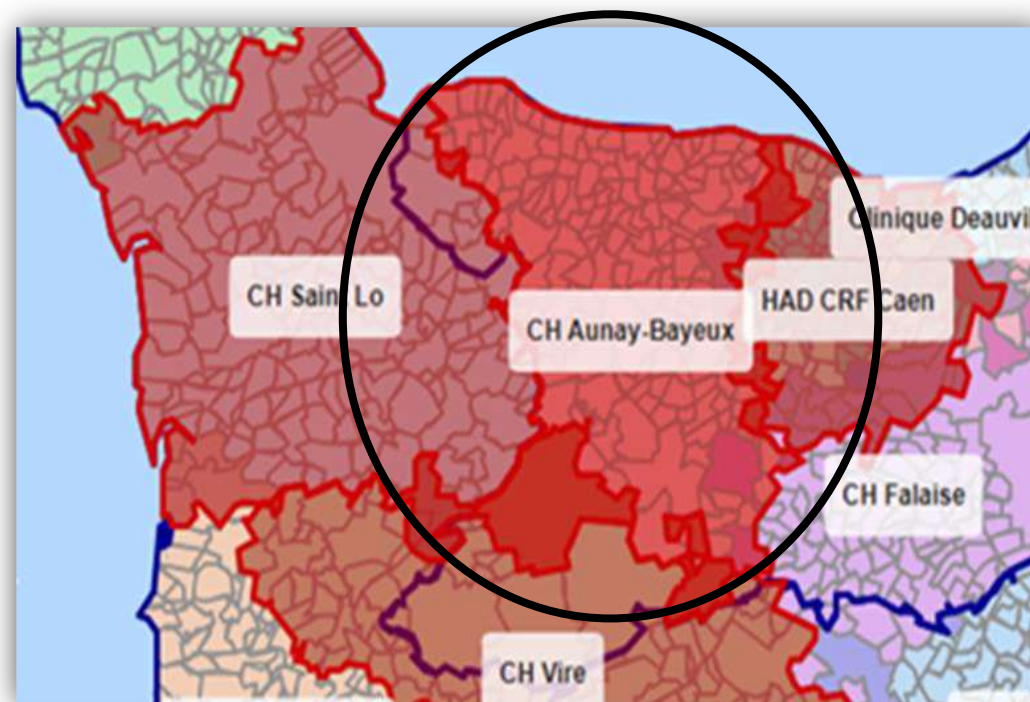 Clinique Deauvi
CH Saint Lo
HAD CRF Caen
CH Aunay-Bayeux
CH Falaise
CH Vire